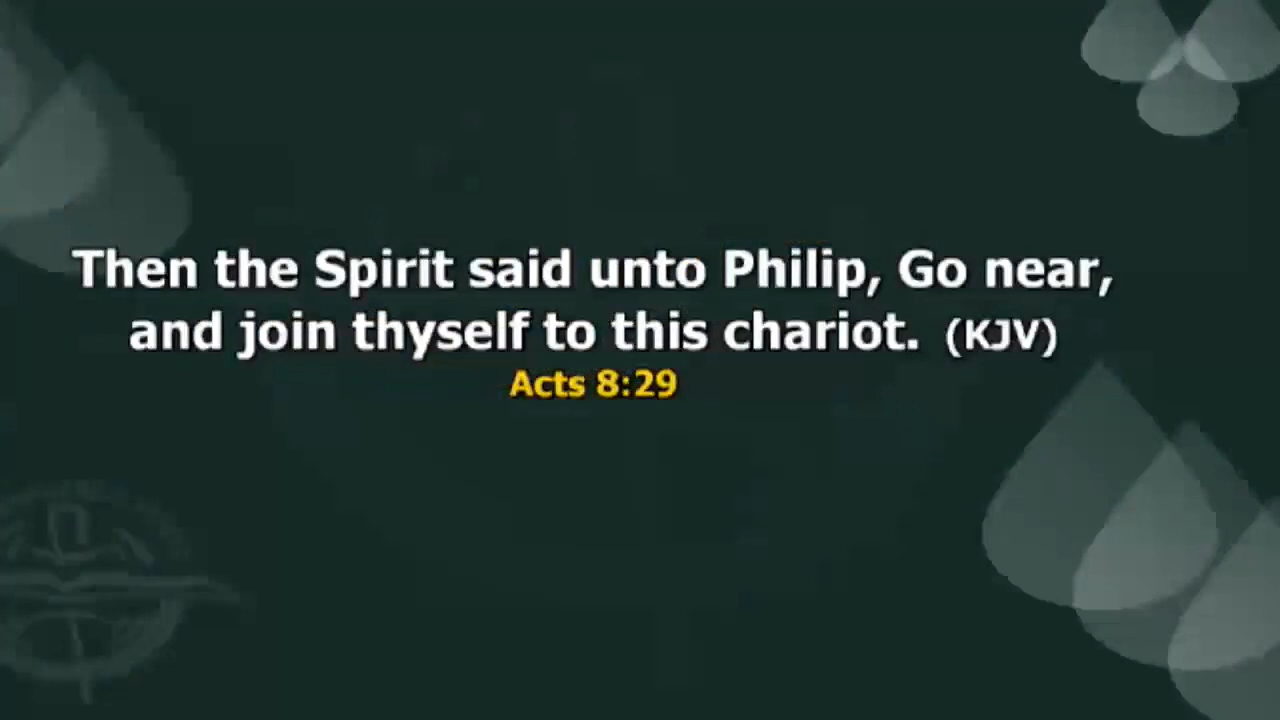 Then the Spirit said unto Philip, Go near,
and join thyself to this chariot. (KJV)
Acts 8:29